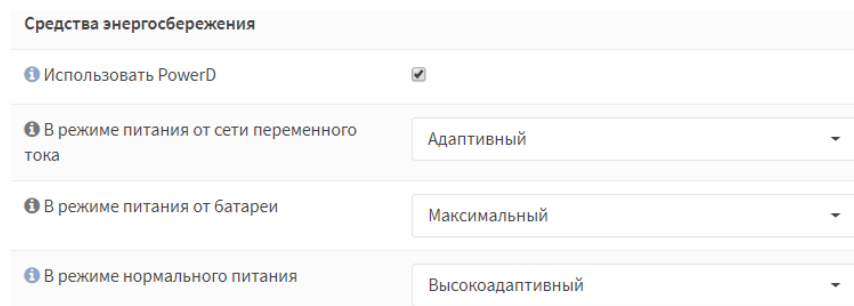 Средства энергосбережения
Использовать PowerD
В режиме питания от сети переменного
тока
Адаптивный
В режиме питания от батареи
Максимальный
В режиме нормального питания
Высокоадаптивный